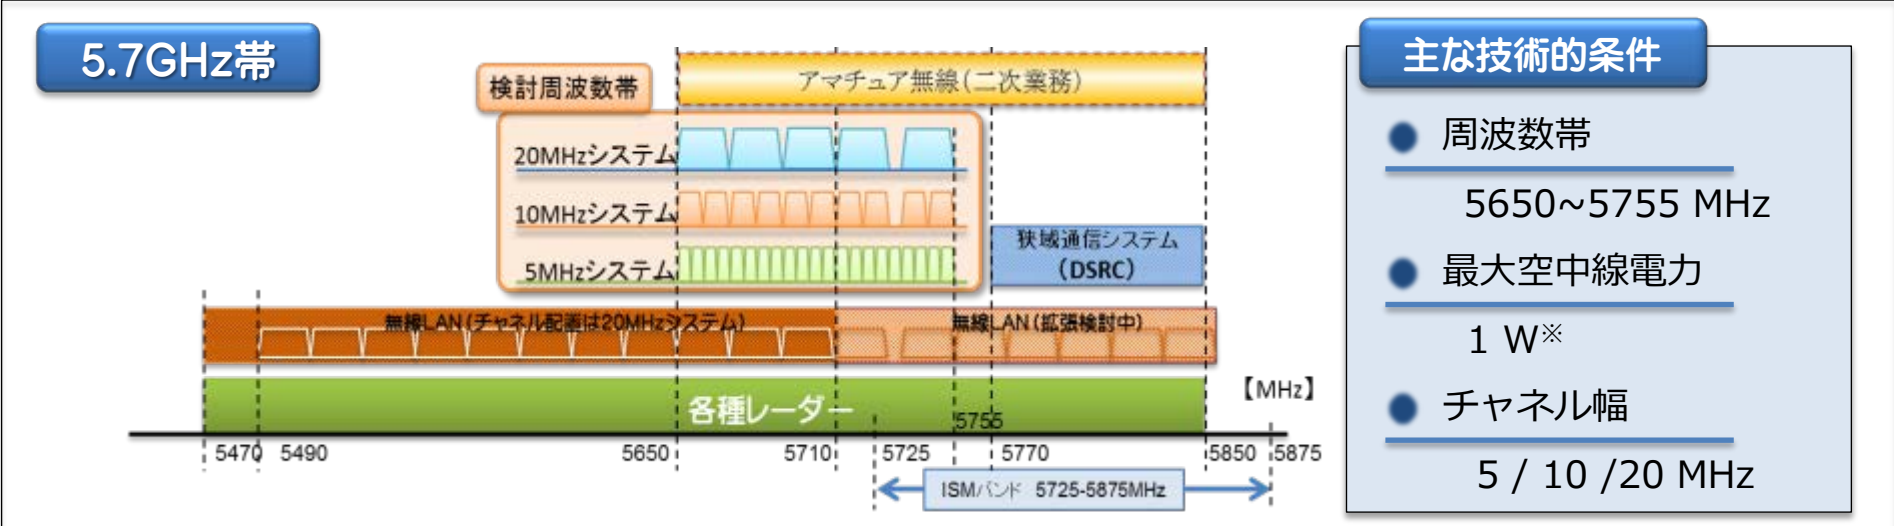 5.7GHz帯
検討周波数帯
アマチュア無線(二次業務)
20MHzシステム
10MHzシステム
5MHzシステム
狭域通信システム
(DSRC)
無線LAN(チャネル配置は20MHzシステム)
無線LAN(拡張検討中)
各種レーダー
【MHz】
5755
5470 5490 5650 5710 5725 5770 5850 5875
ISMバンド 5725-5875MHz
主な技術的条件
● 周波数帯
5650~5755 MHz
● 最大空中線電力
1 W※
● チャネル幅
5 / 10 /20 MHz